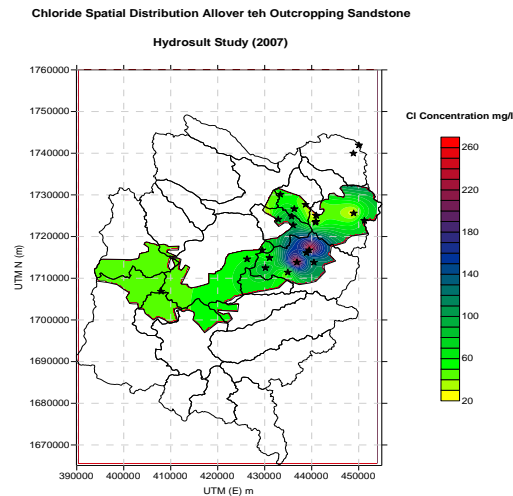 Chloride Spatial Distribution Allover teh Outcropping Sandstone
Hydrosult Study (2007)
1760000
1750000
1740000
1730000
1720000
1710000
1700000
1690000
1680000
1670000
UTM N (m)
390000 400000 410000 420000 430000 440000 450000
UTM (E) m
Cl Concentration mg/l
260
220
180
140
100
60
20